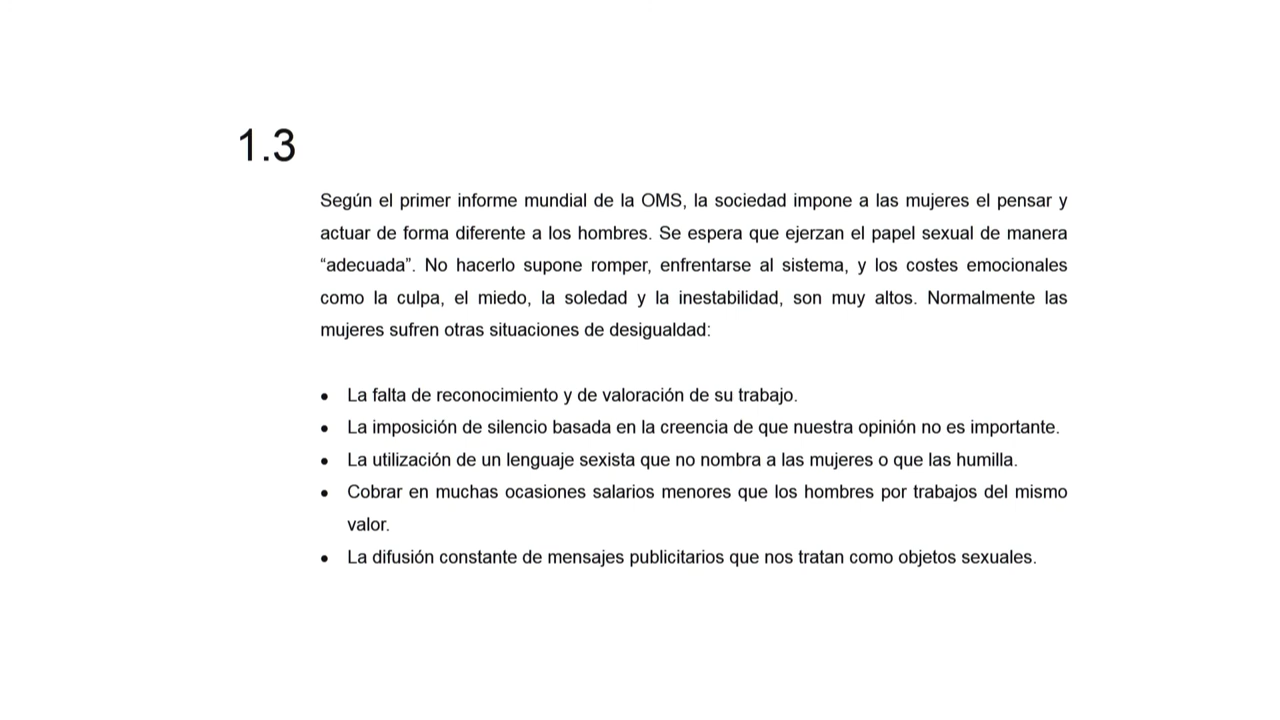 1.3
Según el primer informe mundial de la OMS, la sociedad impone a las mujeres el pensar y
actuar de forma diferente a los hombres. Se espera que ejerzan el papel sexual de manera
“adecuada”. No hacerlo supone romper, enfrentarse al sistema, y los costes emocionales
como la culpa, el miedo, la soledad y la inestabilidad, son muy altos. Normalmente las
mujeres sufren otras situaciones de desigualdad:
• La falta de reconocimiento y de valoración de su trabajo.
• La imposición de silencio basada en la creencia de que nuestra opinión no es importante.
• La utilización de un lenguaje sexista que no nombra a las mujeres o que las humilla.
• Cobrar en muchas ocasiones salarios menores que los hombres por trabajos del mismo
valor.
• La difusión constante de mensajes publicitarios que nos tratan como objetos sexuales.